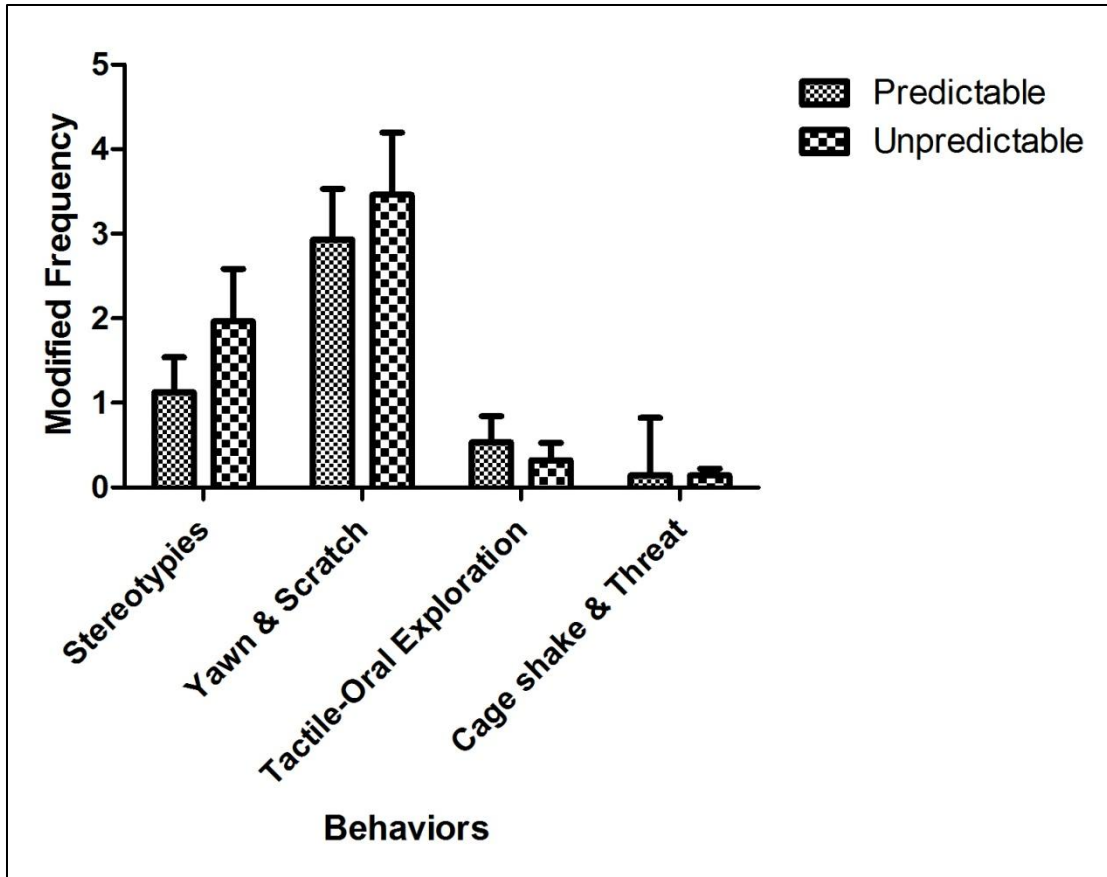 Modified Frequency
5
4
3
2
1
0
Predictable
Unpredictable
Stereotypies
Yawn & Scratch
Tactile-Oral Exploration
Cage shake & Threat
Behaviors